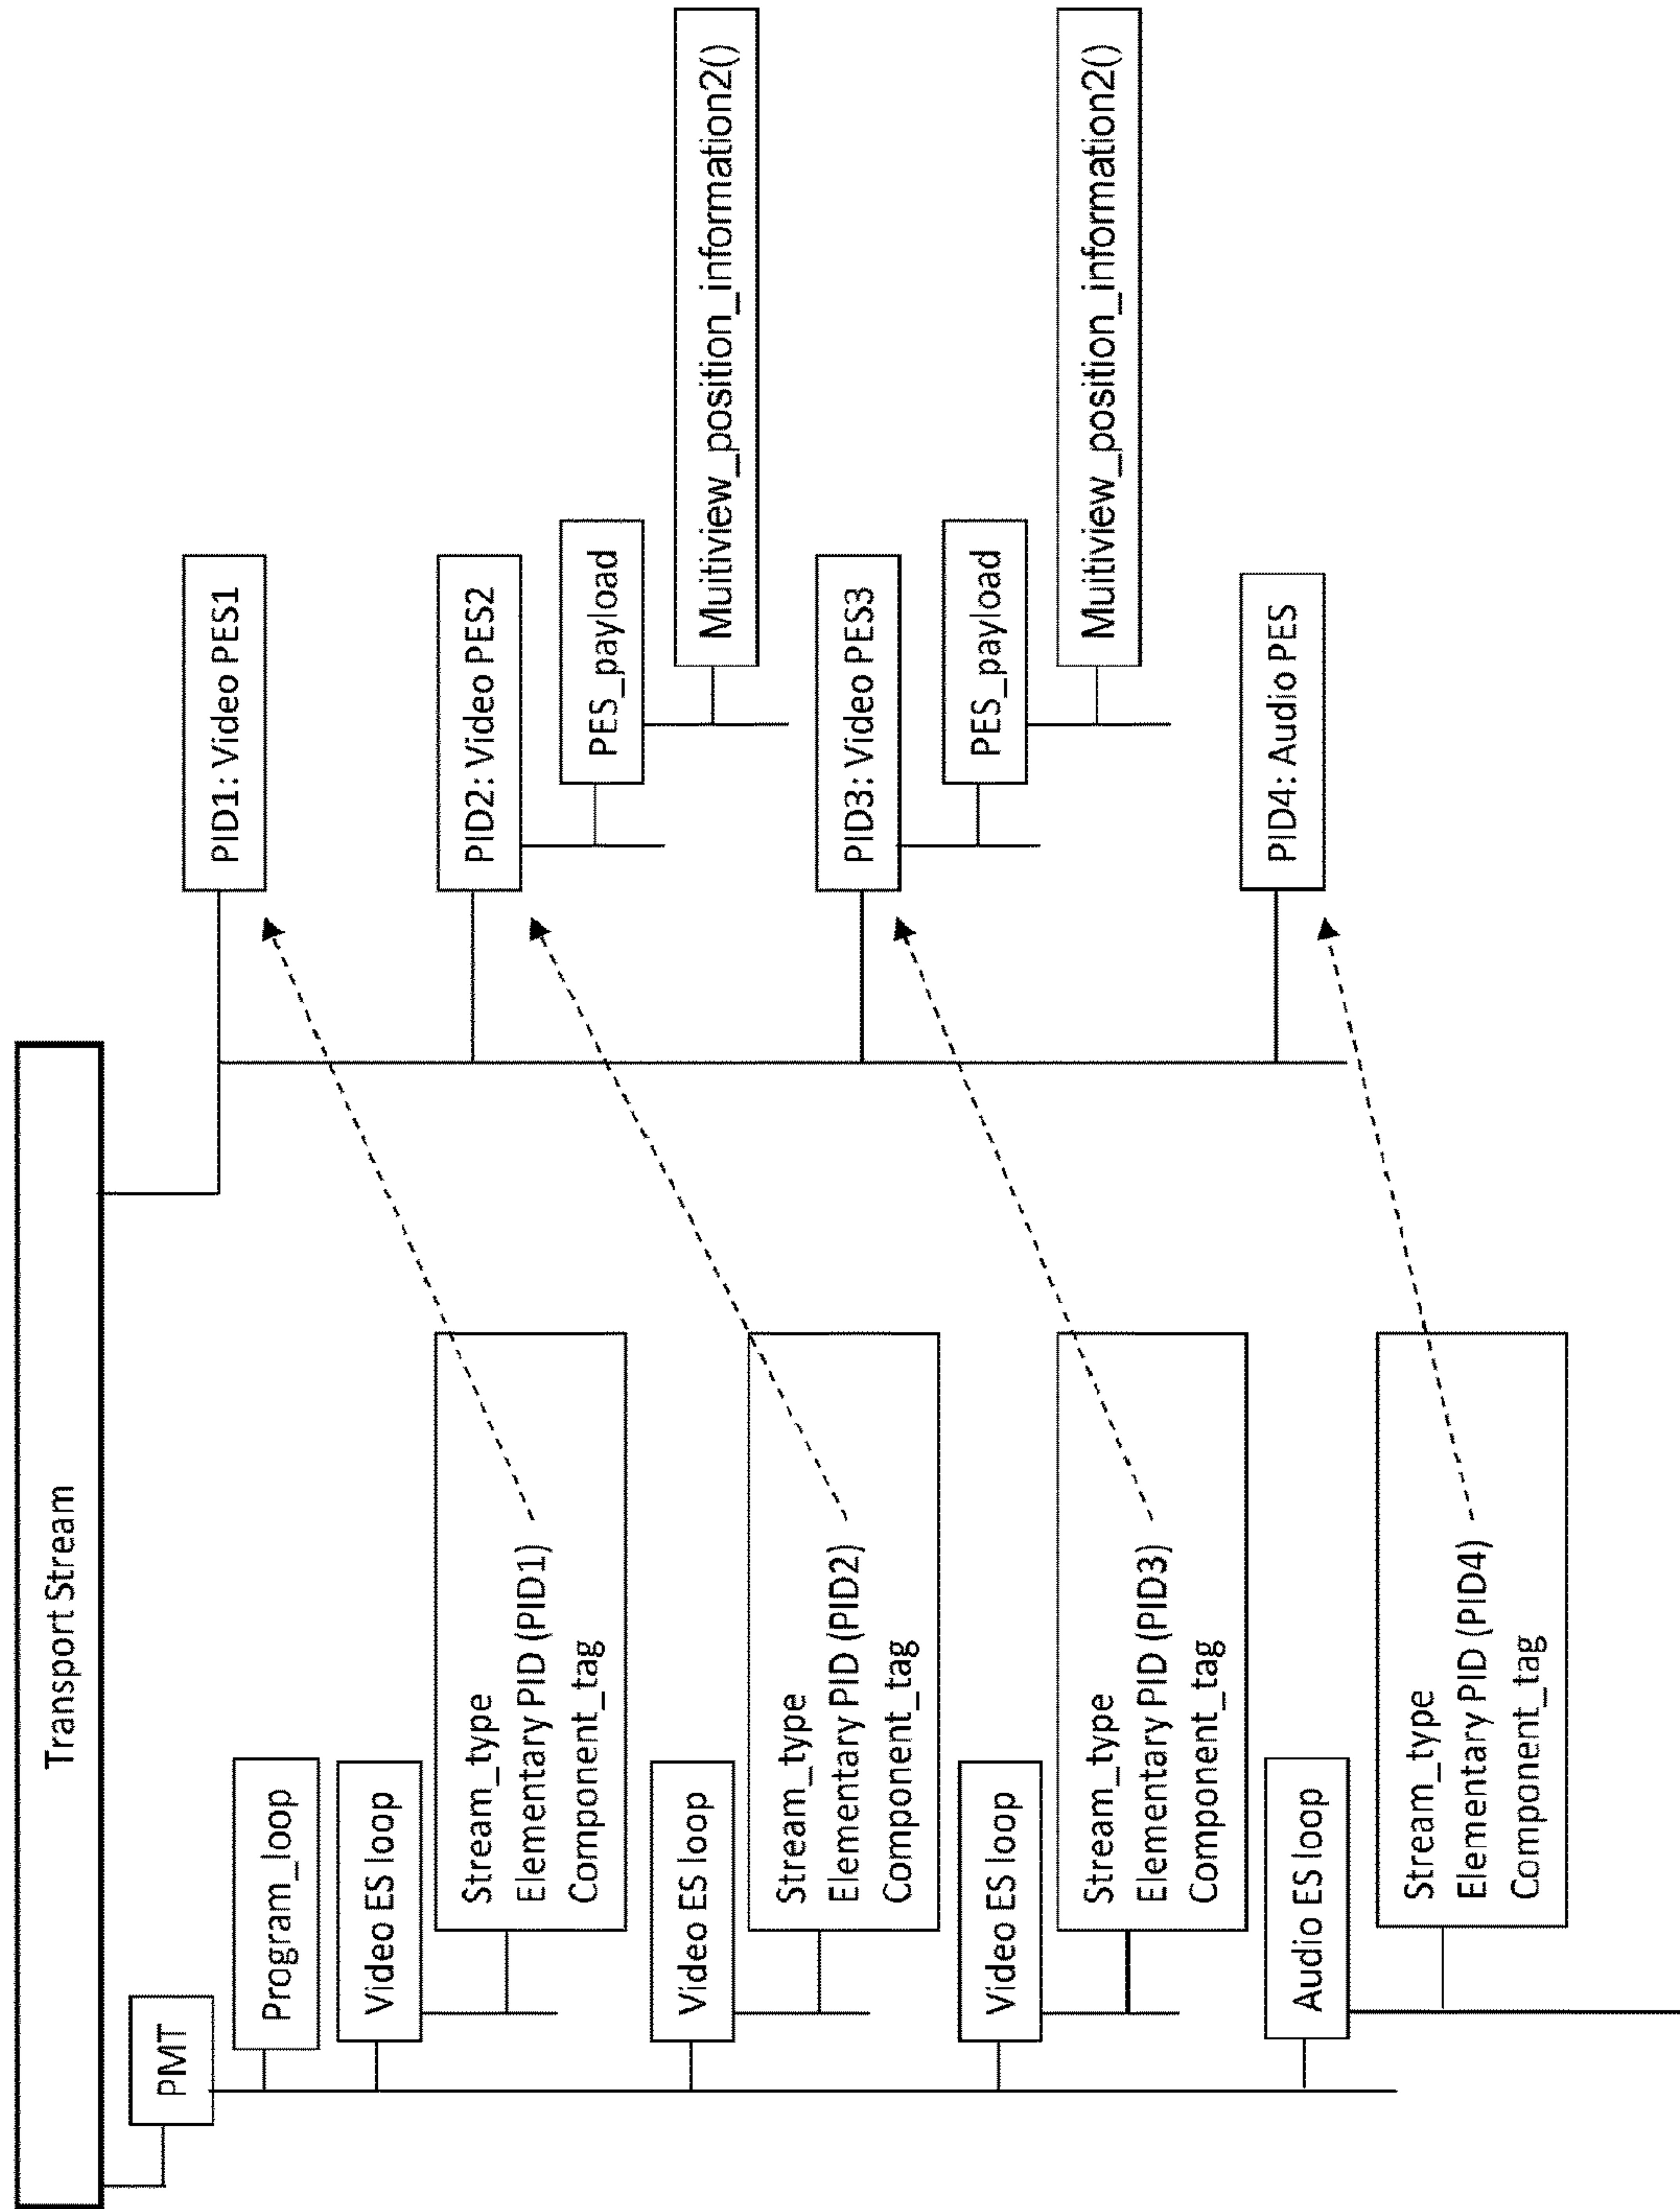 Transport Stream
PMT
Program_loop
Video ES loop
Stream_type
Elementary PID (PID1)
Component_tag
Video ES loop
Stream_type
Elementary PID (PID2)
Component_tag
Video ES loop
Stream_type
Elementary PID (PID3)
Component_tag
Audio ES loop
Stream_type
Elementary PID (PID4)
Component_tag
PID1: Video PES1
PID2: Video PES2
PES_payload
Muitiview_position_information2()
PID3: Video PES3
PES_payload
Muitiview_position_information2()
PID4: Audio PES